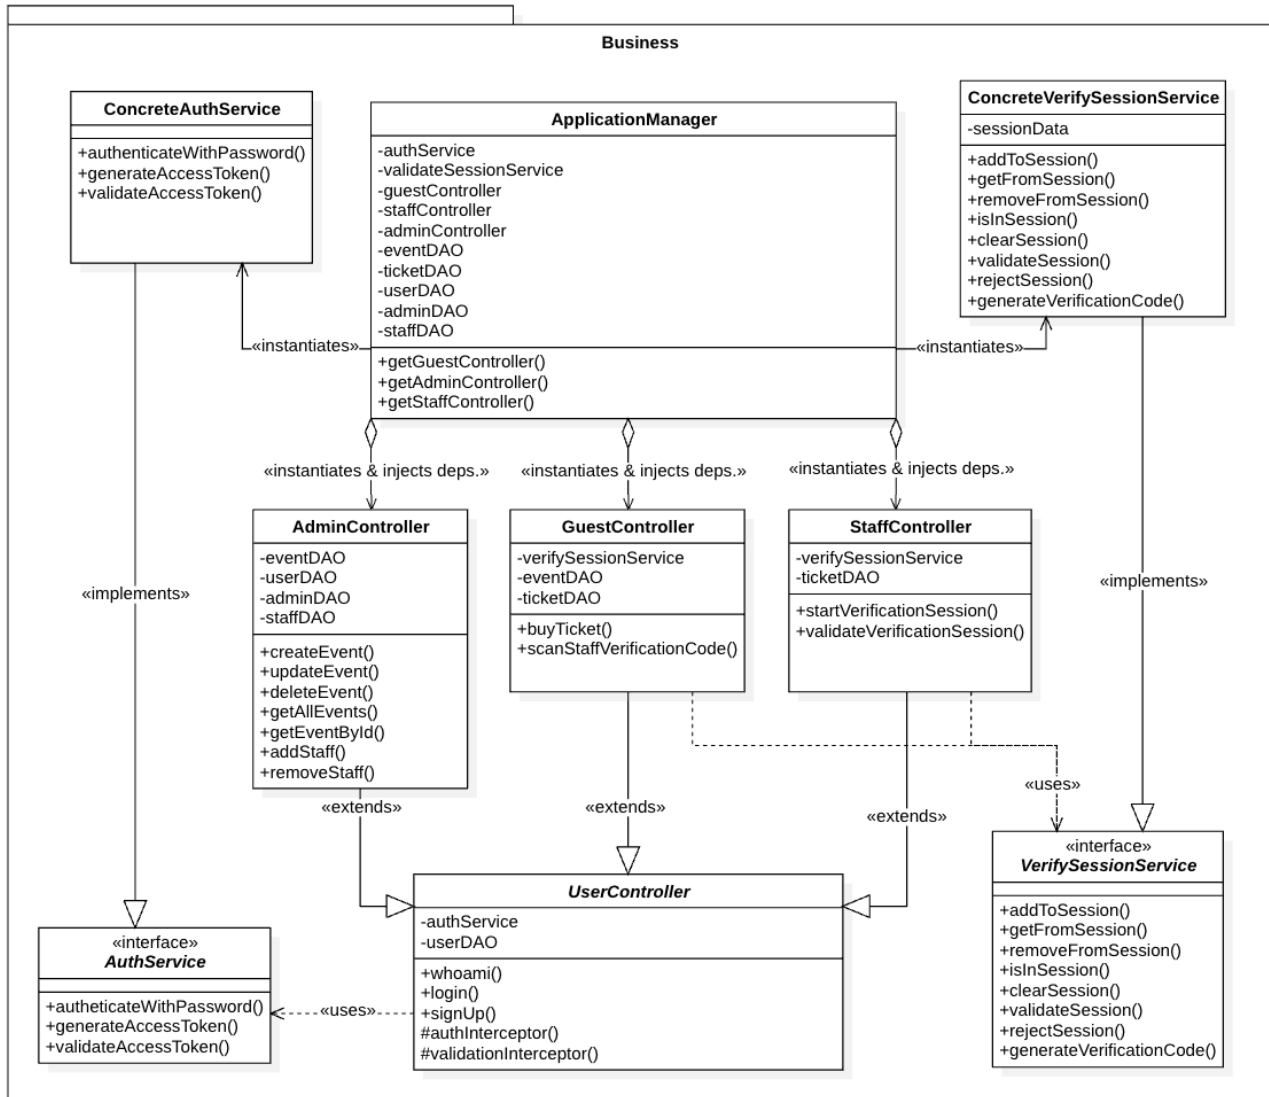 Business
ConcreteAuthService
+authenticateWithPassword()
+generateAccessToken()
+validateAccessToken()
ApplicationManager
-authService
-validateSessionService
-guestController
-staffController
-adminController
-eventDAO
-ticketDAO
-userDAO
-adminDAO
-staffDAO
+getGuestController()
+getAdminController()
+getStaffController()
ConcreteVerifySessionService
-sessionData
+addToSession()
+getFromSession()
+removeFromSession()
+isInSession()
+clearSession()
+validateSession()
+rejectSession()
+generateVerificationCode()
«instantiates»
«instantiates»
«instantiates & injects deps.»
«instantiates & injects deps.»
«instantiates & injects deps.»
AdminController
-eventDAO
-userDAO
-adminDAO
-staffDAO
+createEvent()
+updateEvent()
+deleteEvent()
+getAllEvents()
+getEventById()
+addStaff()
+removeStaff()
GuestController
-verifySessionService
-eventDAO
-ticketDAO
+buyTicket()
+scanStaffVerificationCode()
StaffController
-verifySessionService
-ticketDAO
+startVerificationSession()
+validateVerificationSession()
«implements»
«implements»
«extends»
«extends»
«extends»
«uses»
«interface»
AuthService
+autheticateWithPassword()
+generateAccessToken()
+validateAccessToken()
«uses»
UserController
-authService
-userDAO
+whoami()
+login()
+signUp()
#authInterceptor()
#validationInterceptor()
«interface»
VerifySessionService
+addToSession()
+getFromSession()
+removeFromSession()
+isInSession()
+clearSession()
+validateSession()
+rejectSession()
+generateVerificationCode()